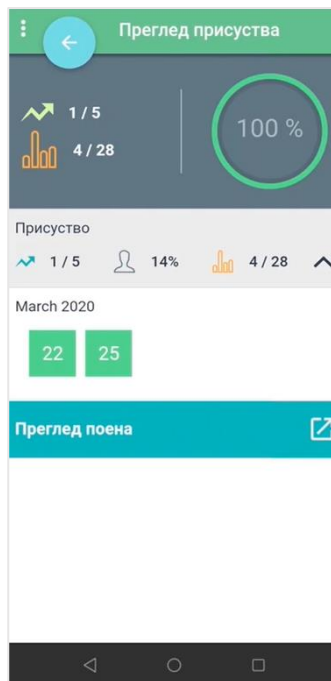 Преглед присуства
1 / 5
100 %
4 / 28
Присуство
1 / 5 14% 4 / 28
March 2020
22 25
Преглед поена